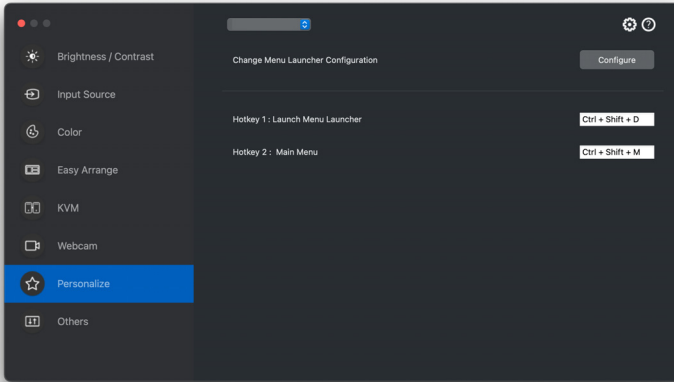 Brightness / Contrast
Input Source
Color
Easy Arrange
KVM
Webcam
Personalize
Others
Change Menu Launcher Configuration
Configure
Hotkey 1 : Launch Menu Launcher
Ctrl + Shift + D
Hotkey 2 : Main Menu
Ctrl + Shift + M